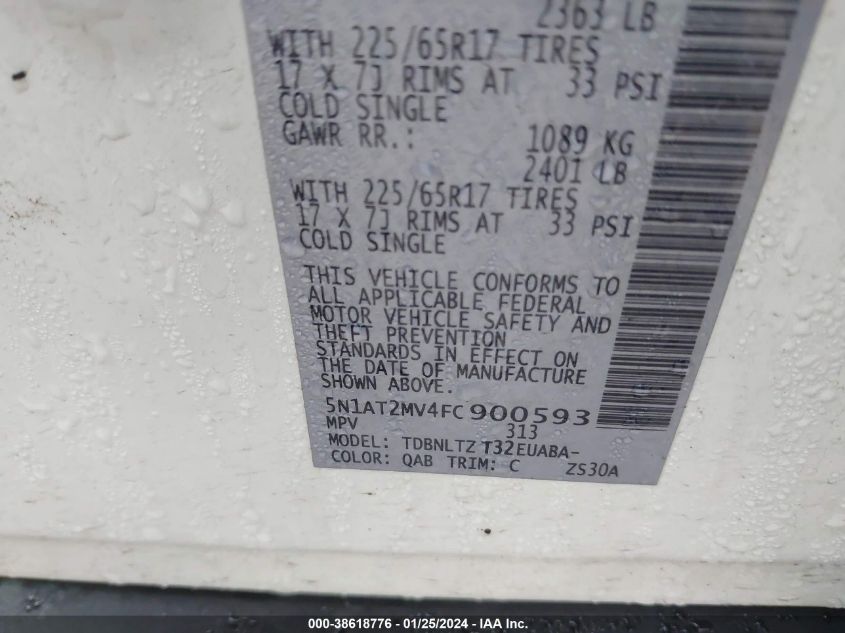 2363 LB
WITH 225/65R17 TIRES
17 X 7J RIMS AT 33 PSI
COLD SINGLE
GAWR RR.: 1089 KG
2401 LB
WITH 225/65R17 TIRES
17 X 7J RIMS AT 33 PSI
COLD SINGLE
THIS VEHICLE CONFORMS TO
ALL APPLICABLE FEDERAL
MOTOR VEHICLE SAFETY AND
THEFT PREVENTION
STANDARDS IN EFFECT ON
THE DATE OF MANUFACTURE
SHOWN ABOVE.
5N1AT2MV4FC900593
MPV 313
MODEL: TDBNLTZ T32EUABA-
COLOR: QAB TRIM: C ZS30A
000-38618776 - 01/25/2024 - IAA Inc.